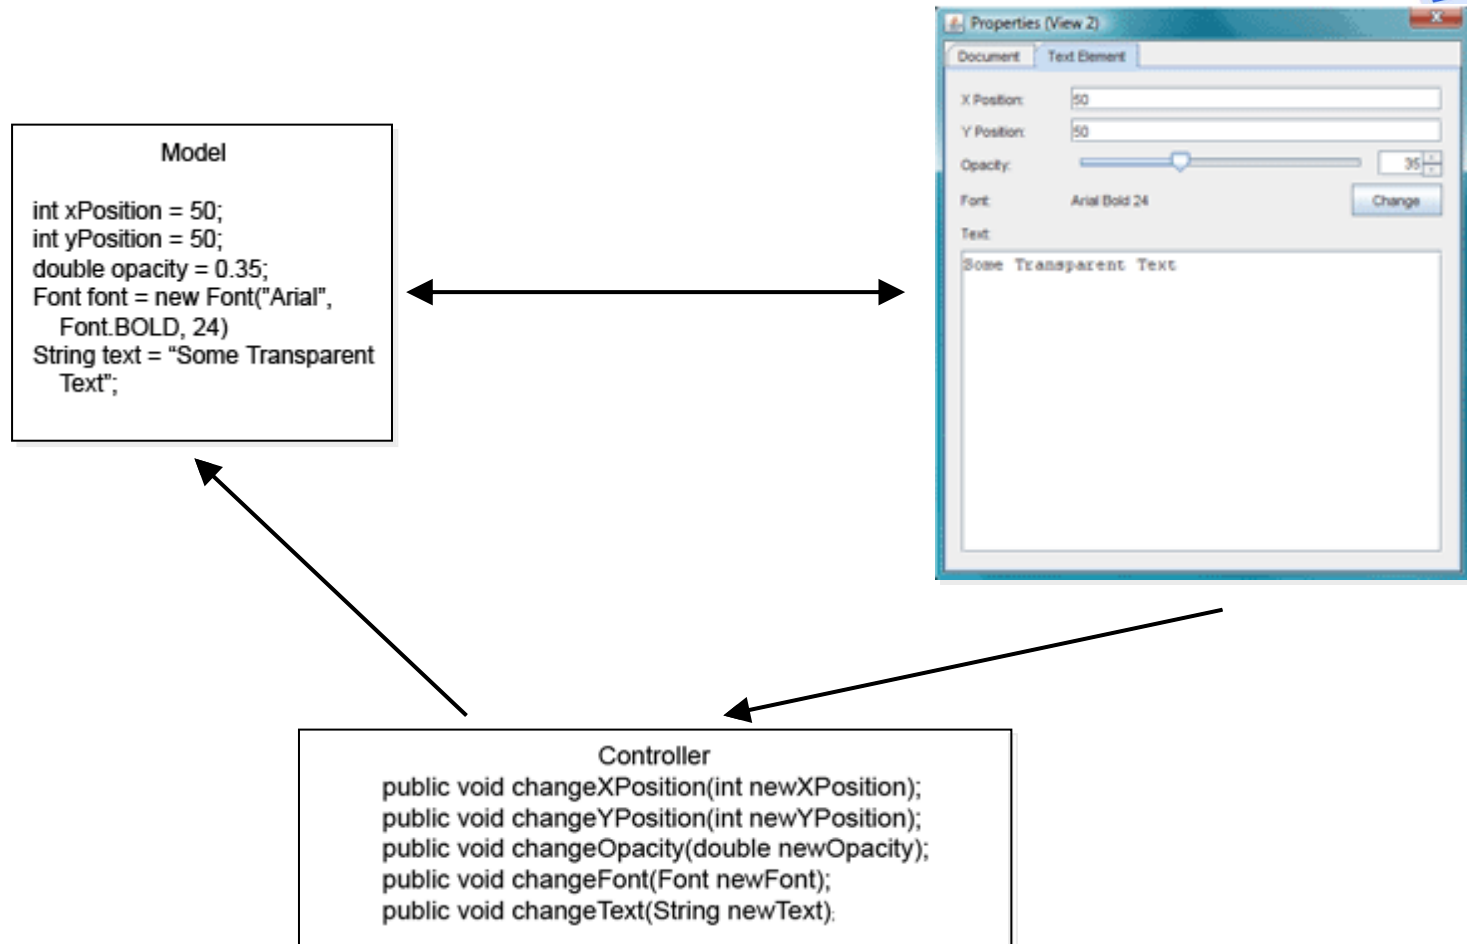 Properties (View 2)
Document Text Element
X Position: 50
Y Position: 50
Opacity: 35
Font: Arial Bold 24 Change
Text:
Some Transparent Text
Model
int xPosition = 50;
int yPosition = 50;
double opacity = 0.35;
Font font = new Font("Arial",
Font.BOLD, 24)
String text = “Some Transparent
Text";
Controller
public void changeXPosition(int newXPosition);
public void changeYPosition(int newYPosition);
public void changeOpacity(double newOpacity);
public void changeFont(Font newFont);
public void changeText(String newText);